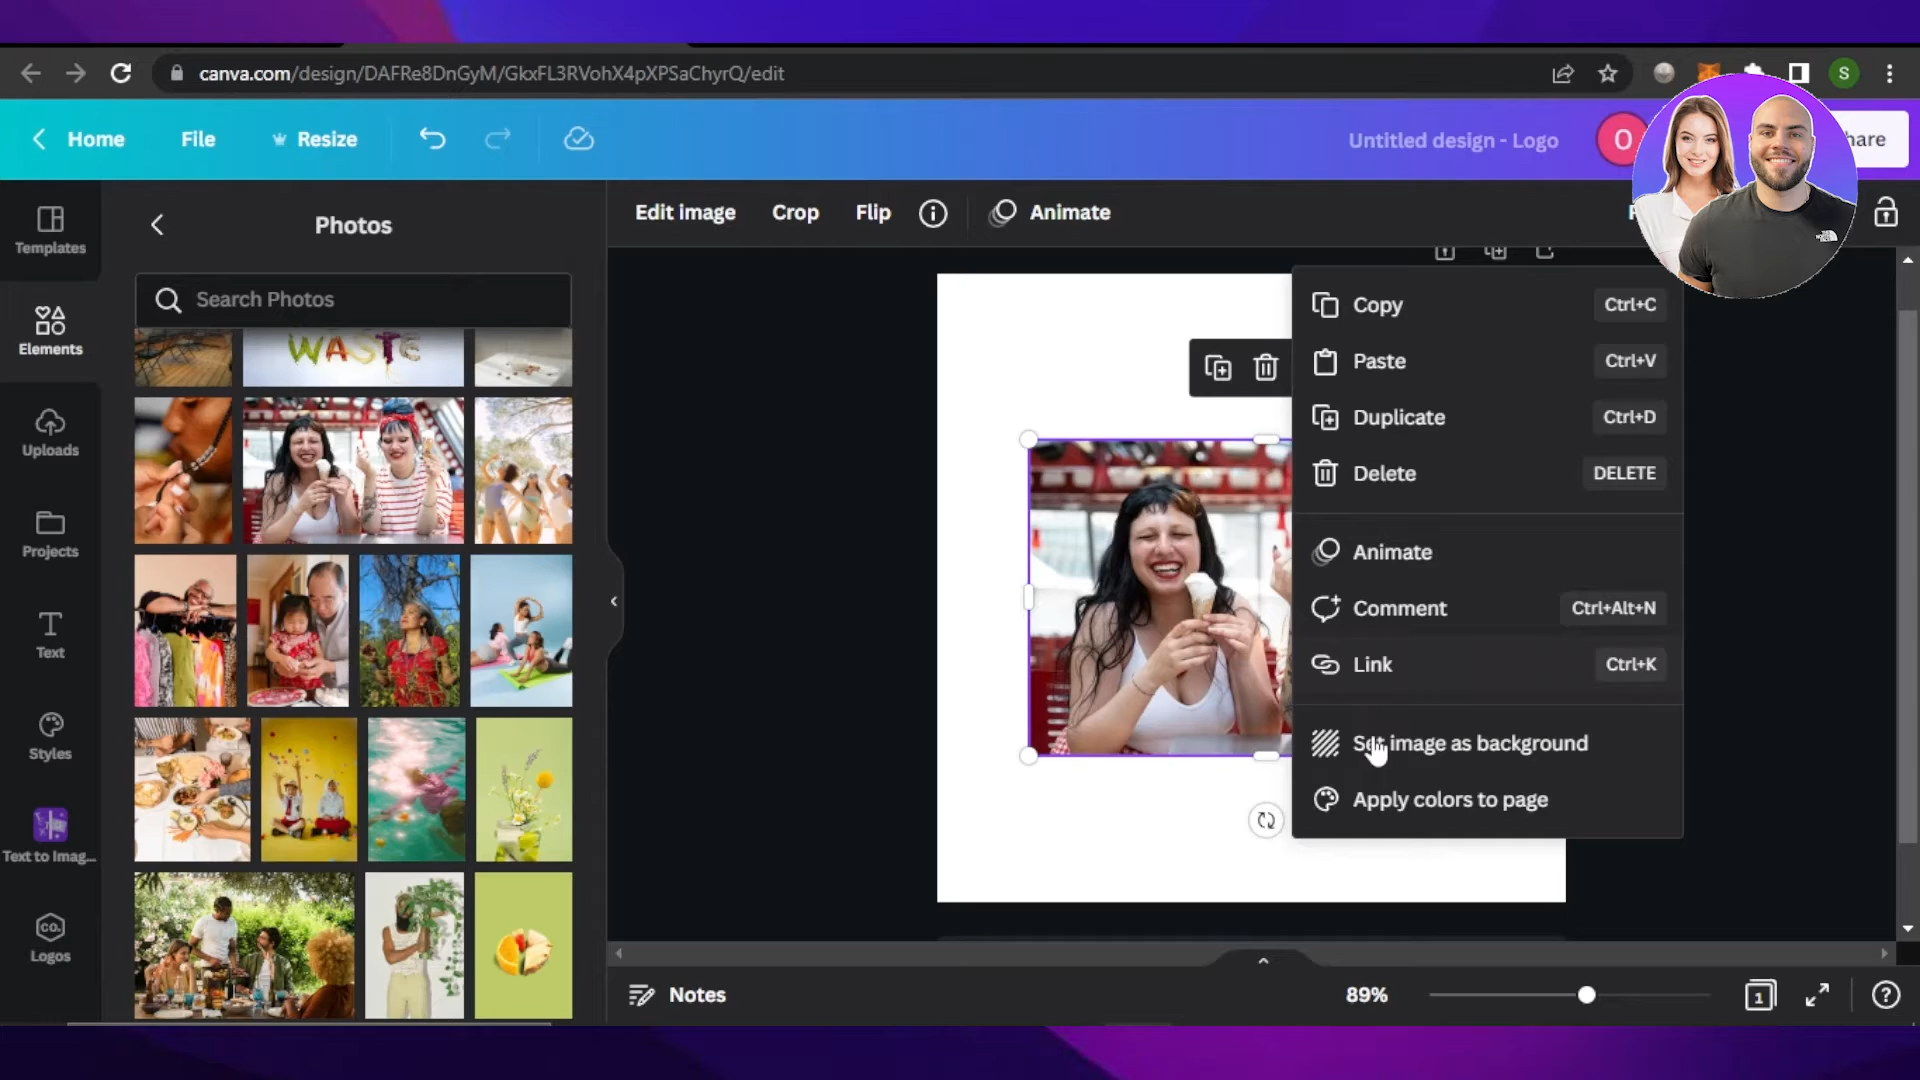 canva.com/design/DAFRe8DnGyM/GkxFL3RVohX4pXPSaChyrQ/edit
S
Home
File
Resize
Untitled design - Logo
O
Templates
Photos
Edit image
Crop
Flip
Animate
Search Photos
Elements
WASTE
Copy
Ctrl+C
Paste
Ctrl+V
Uploads
Duplicate
Ctrl+D
Delete
DELETE
Projects
Animate
Comment
Ctrl+Alt+N
Text
Link
Ctrl+K
Styles
Set image as background
Apply colors to page
Text to Imag...
CO.
Logos
Notes
89%
1